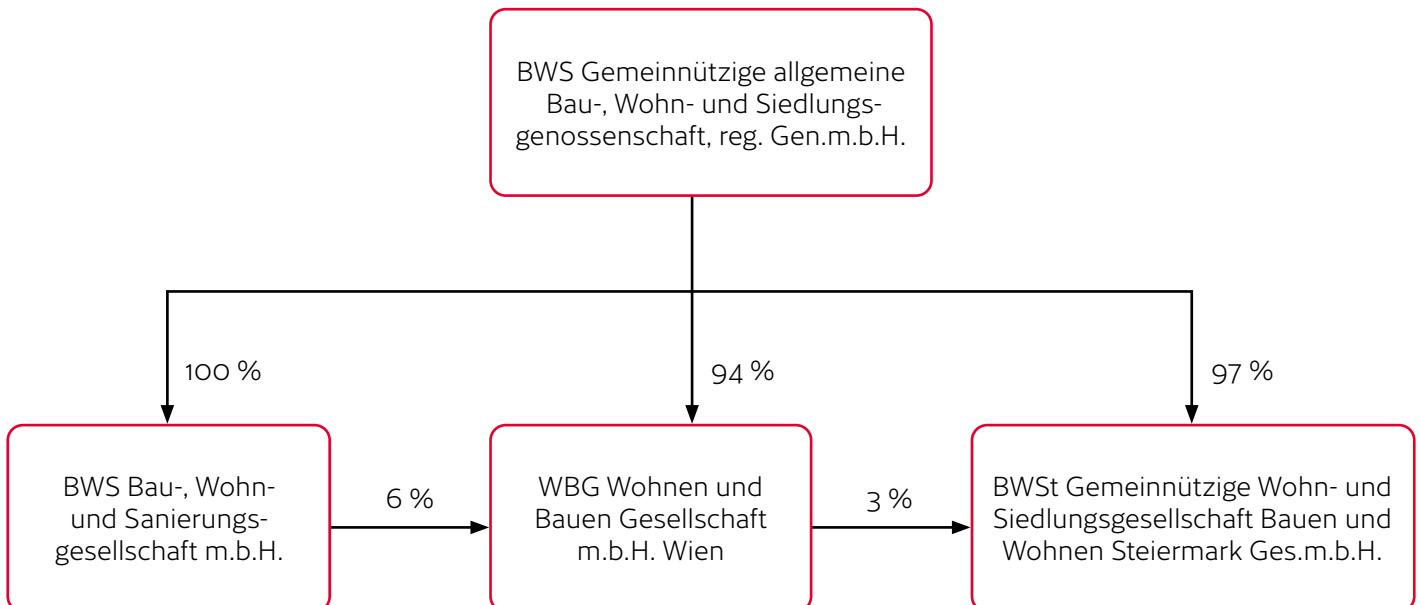 BWS Gemeinnützige allgemeine
Bau-, Wohn- und Siedlungs-
genossenschaft, reg. Gen.m.b.H.
100 %
94 %
97 %
BWS Bau-, Wohn-
und Sanierungs-
gesellschaft m.b.H.
6 %
WBG Wohnen und
Bauen Gesellschaft
m.b.H. Wien
3 %
BWSt Gemeinnützige Wohn- und
Siedlungsgesellschaft Bauen und
Wohnen Steiermark Ges.m.b.H.